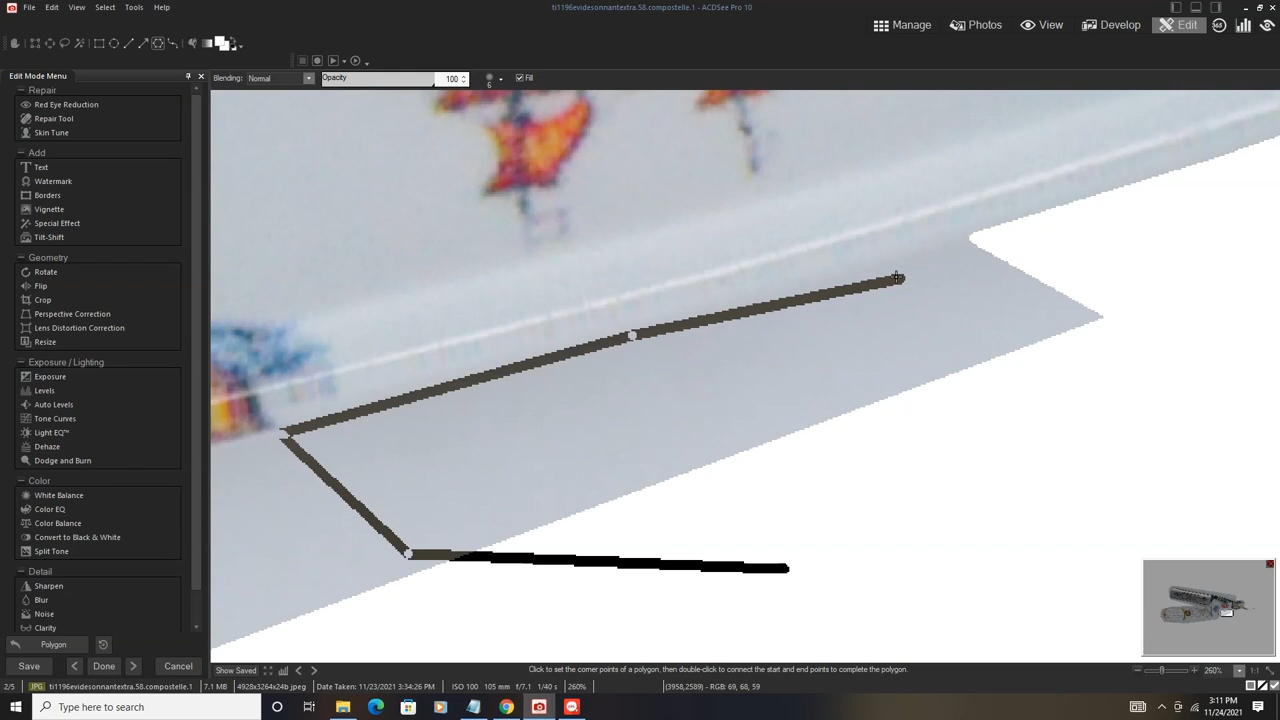 File Edit View Select Tools Help
ti1196evidesonnantextra.58.compostelle.1 - ACDSee Pro 10
Manage Photos View Develop Edit 365
Edit Mode Menu
Blending: Normal Opacity 100 6 Fill
Repair
Red Eye Reduction
Repair Tool
Skin Tune
Add
Text
Watermark
Borders
Vignette
Special Effect
Tilt-Shift
Geometry
Rotate
Flip
Crop
Perspective Correction
Lens Distortion Correction
Resize
Exposure / Lighting
Exposure
Levels
Auto Levels
Tone Curves
Light EQ™
Dehaze
Dodge and Burn
Color
White Balance
Color EQ
Color Balance
Convert to Black & White
Split Tone
Detail
Sharpen
Blur
Noise
Clarity
Polygon
Save Done Cancel
Show Saved
Click to set the corner points of a polygon, then double-click to connect the start and end points to complete the polygon.
260% 1:1
2/5 JPG ti1196evidesonnantextra.58.compostelle.1 7.1 MB 4928x3264x24b jpeg Date Taken: 11/23/2021 3:34:26 PM ISO 100 105 mm f/7.1 1/40 s 260% (3958,2589) - RGB: 69, 68, 59
Type here to search
3:11 PM
11/24/2021